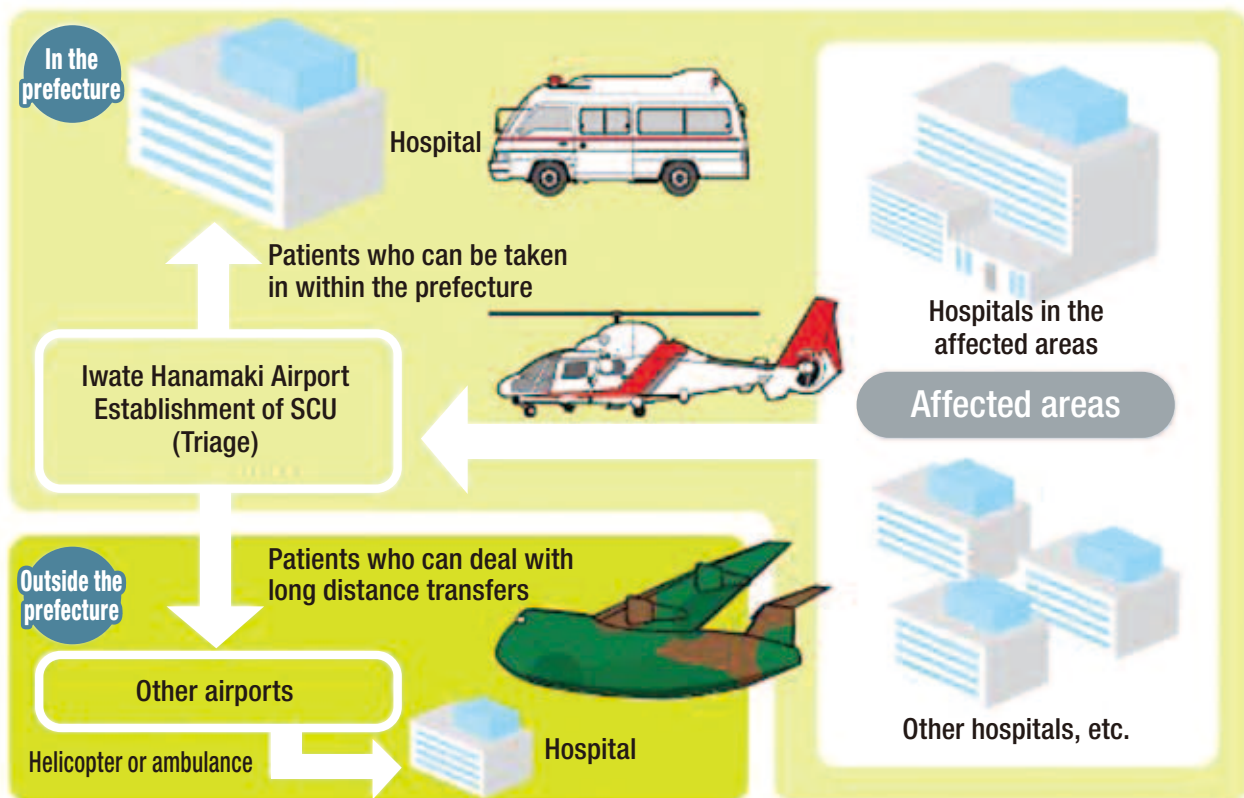 In the
prefecture
Hospital
Patients who can be taken
in within the prefecture
Hospitals in the
affected areas
Iwate Hanamaki Airport
Establishment of SCU
(Triage)
Affected areas
Outside the
prefecture
Patients who can deal with
long distance transfers
Other airports
Helicopter or ambulance
Hospital
Other hospitals, etc.